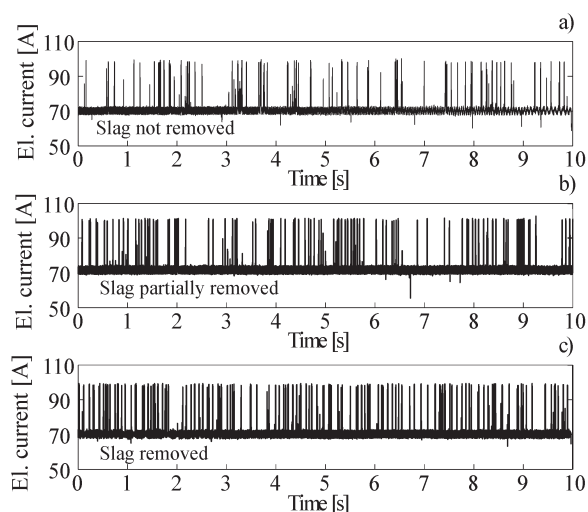 a)
El. current [A]
110
90
70
50
Slag not removed
0 1 2 3 4 5 6 7 8 9 10
Time [s]
b)
El. current [A]
110
90
70
50
Slag partially removed
0 1 2 3 4 5 6 7 8 9 10
Time [s]
c)
El. current [A]
110
90
70
50
Slag removed
0 1 2 3 4 5 6 7 8 9 10
Time [s]